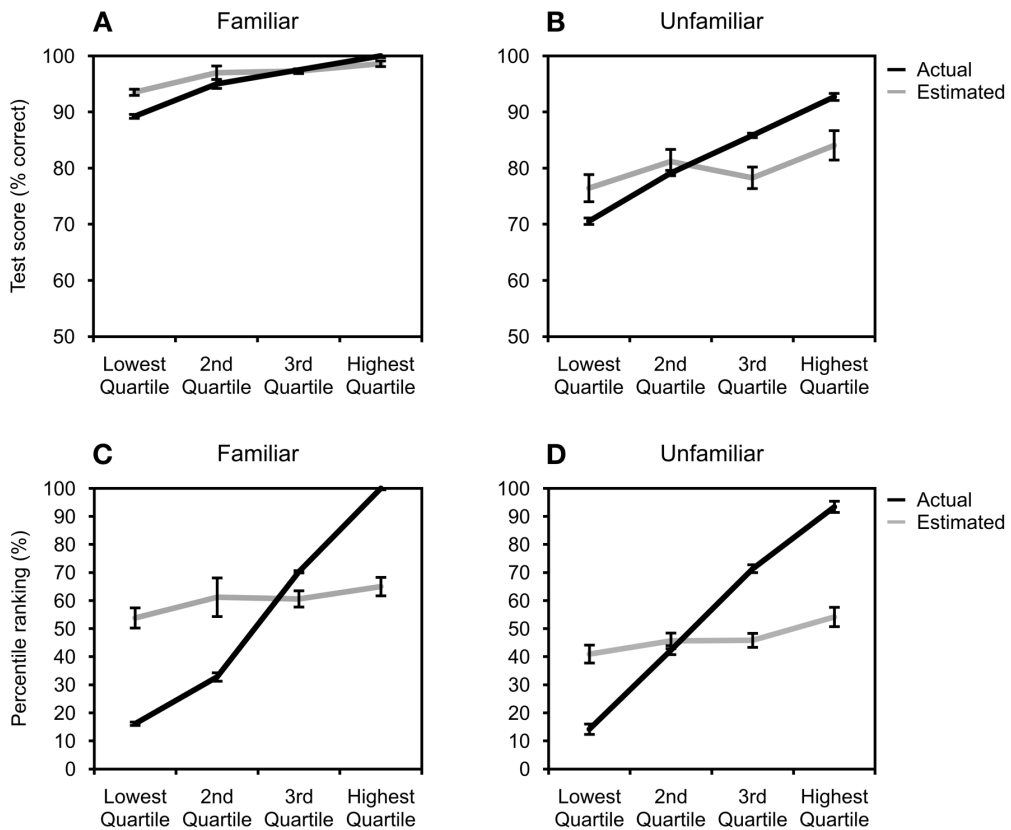 A
Familiar
Test score (% correct)
100
90
80
70
60
50
Lowest Quartile
2nd Quartile
3rd Quartile
Highest Quartile
B
Unfamiliar
100
90
80
70
60
50
Lowest Quartile
2nd Quartile
3rd Quartile
Highest Quartile
Actual
Estimated
C
Familiar
Percentile ranking (%)
100
90
80
70
60
50
40
30
20
10
0
Lowest Quartile
2nd Quartile
3rd Quartile
Highest Quartile
D
Unfamiliar
100
90
80
70
60
50
40
30
20
10
0
Lowest Quartile
2nd Quartile
3rd Quartile
Highest Quartile
Actual
Estimated